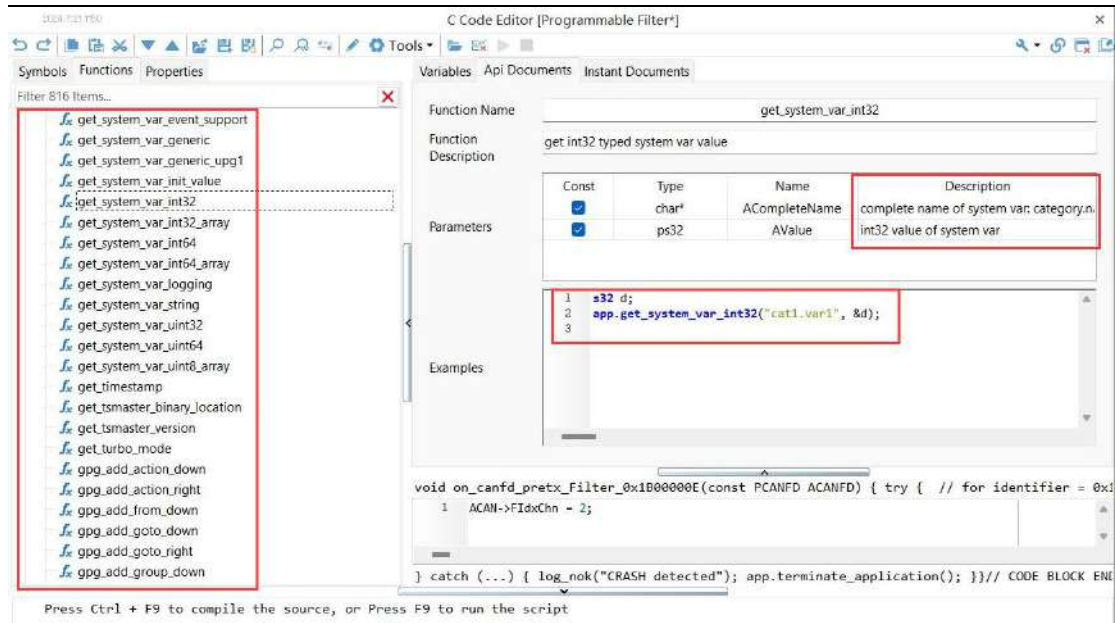 C Code Editor [Programmable Filter*]
Tools
Symbols Functions Properties
Variables Api Documents Instant Documents
Filter 816 Items...
get_system_var_event_support
get_system_var_generic
get_system_var_generic_upg1
get_system_var_init_value
get_system_var_int32
get_system_var_int32_array
get_system_var_int64
get_system_var_int64_array
get_system_var_logging
get_system_var_string
get_system_var_uint32
get_system_var_uint64
get_system_var_uint8_array
get_timestamp
get_tsmaster_binary_location
get_tsmaster_version
get_turbo_mode
gpg_add_action_down
gpg_add_action_right
gpg_add_from_down
gpg_add_goto_down
gpg_add_goto_right
gpg_add_group_down
Function Name
get_system_var_int32
Function
Description
get int32 typed system var value
Parameters
Const Type Name Description
char* ACompleteName complete name of system var: category.n
ps32 AValue int32 value of system var
Examples
1 s32 d;
2 app.get_system_var_int32("cat1.var1", &d);
3
void on_canfd_pretx_Filter_0x1B00000E(const PCANFD ACANFD) { try { // for identifier = 0x1
1 ACAN->FIdxChn = 2;
} catch (...) { log_nok("CRASH detected"); app.terminate_application(); }}// CODE BLOCK END
Press Ctrl + F9 to compile the source, or Press F9 to run the script